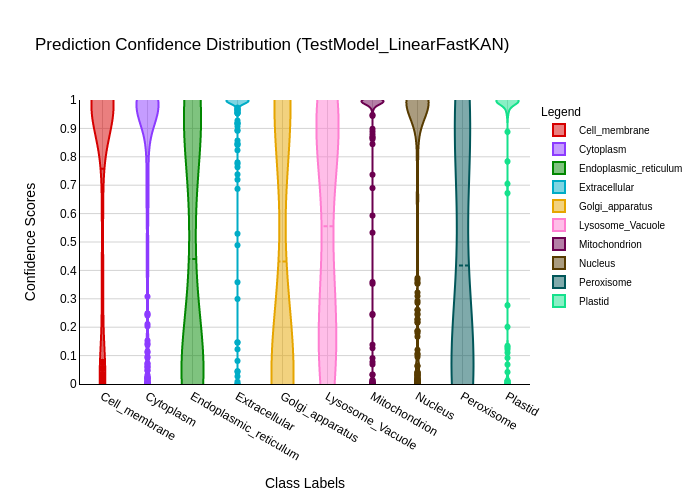 Prediction Confidence Distribution (TestModel_LinearFastKAN)
Legend
Cell_membrane
Cytoplasm
Endoplasmic_reticulum
Extracellular
Golgi_apparatus
Lysosome_Vacuole
Mitochondrion
Nucleus
Peroxisome
Plastid
Confidence Scores
1
0.9
0.8
0.7
0.6
0.5
0.4
0.3
0.2
0.1
0
Cell_membrane
Cytoplasm
Endoplasmic_reticulum
Extracellular
Golgi_apparatus
Lysosome_Vacuole
Mitochondrion
Nucleus
Peroxisome
Plastid
Class Labels